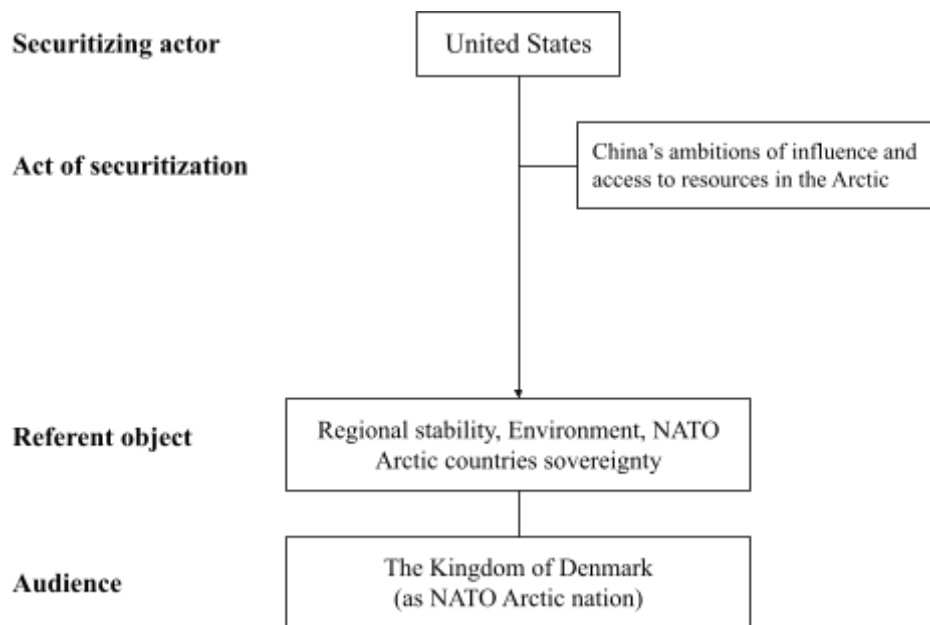 Securitizing actor
United States
Act of securitization
China's ambitions of influence and
access to resources in the Arctic
Referent object
Regional stability, Environment, NATO
Arctic countries sovereignty
Audience
The Kingdom of Denmark
(as NATO Arctic nation)